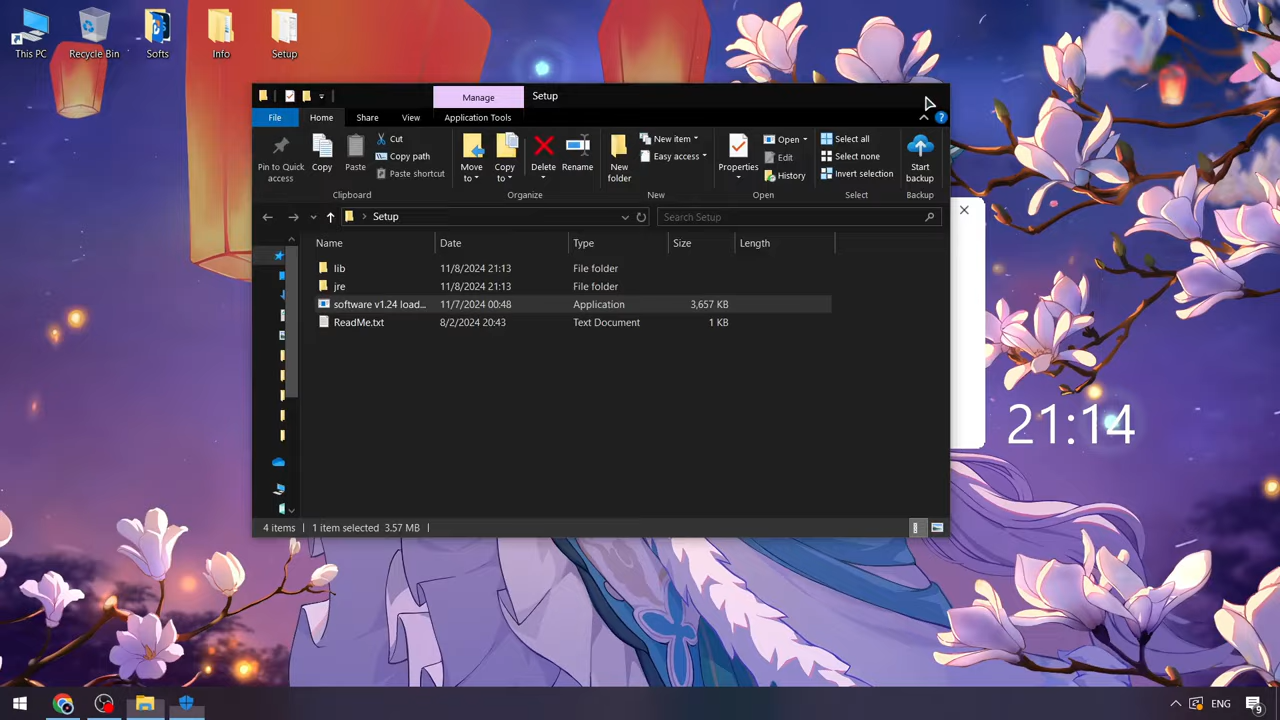 This PC
Recycle Bin
Softs
Info
Setup
Manage
Setup
File
Home
Share
View
Application Tools
Pin to Quick access
Copy
Paste
Cut
Copy path
Paste shortcut
Move to
Copy to
Delete
Rename
New folder
New item
Easy access
Properties
Open
Edit
History
Select all
Select none
Invert selection
Start backup
Clipboard
Organize
New
Open
Select
Backup
Setup
Search Setup
Name
Date
Type
Size
Length
lib
11/8/2024 21:13
File folder
jre
11/8/2024 21:13
File folder
software v1.24 load...
11/7/2024 00:48
Application
3,657 KB
ReadMe.txt
8/2/2024 20:43
Text Document
1 KB
21:14
4 items
1 item selected 3.57 MB
ENG
9